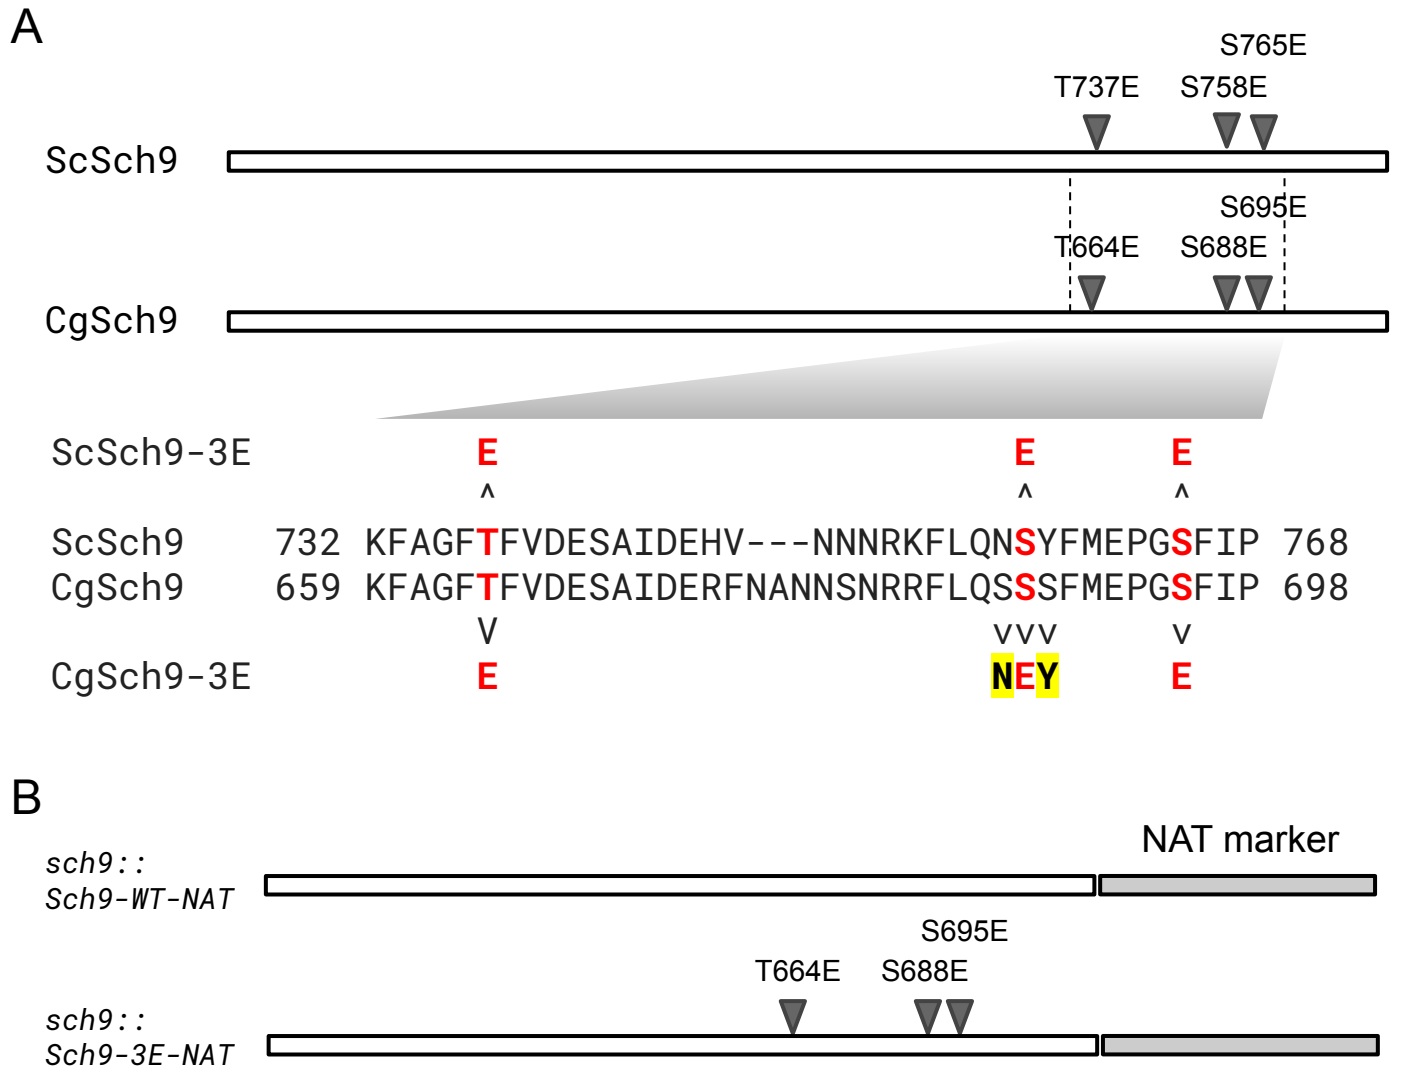 A
S765E
T737E S758E
ScSch9
S695E
T664E S688E
CgSch9
ScSch9-3E E E E
^ ^ ^
ScSch9 732 KFAGFTFVDESAIDEHV---NNNRKFLQNSYFMEPGSFIP 768
CgSch9 659 KFAGFTFVDESAIDERFNANNSNRRFLQSSSFMEPGSFIP 698
V VVV V
CgSch9-3E E NEY E
B
NAT marker
sch9::
Sch9-WT-NAT
S695E
T664E S688E
sch9::
Sch9-3E-NAT